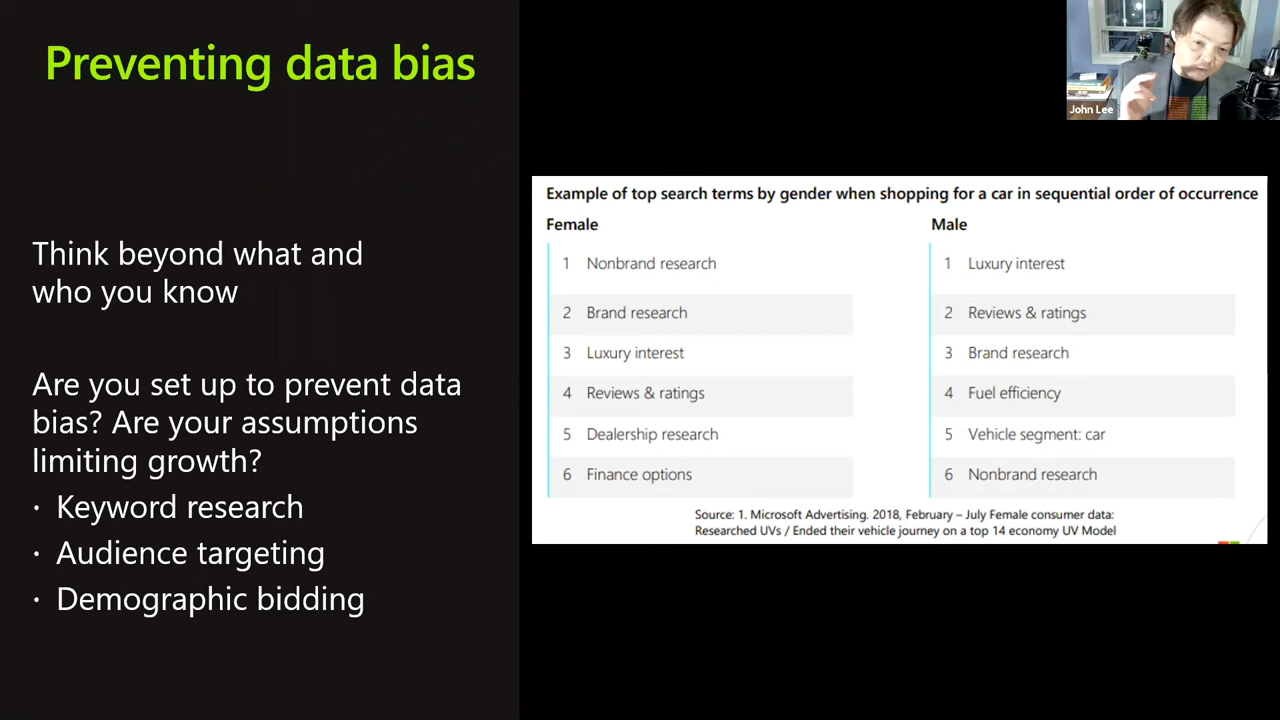 Preventing data bias
Think beyond what and
who you know
Are you set up to prevent data
bias? Are your assumptions
limiting growth?
· Keyword research
· Audience targeting
· Demographic bidding
John Lee
Example of top search terms by gender when shopping for a car in sequential order of occurrence
Female
1 Nonbrand research
2 Brand research
3 Luxury interest
4 Reviews & ratings
5 Dealership research
6 Finance options
Male
1 Luxury interest
2 Reviews & ratings
3 Brand research
4 Fuel efficiency
5 Vehicle segment: car
6 Nonbrand research
Source: 1. Microsoft Advertising. 2018, February – July Female consumer data:
Researched UVs / Ended their vehicle journey on a top 14 economy UV Model